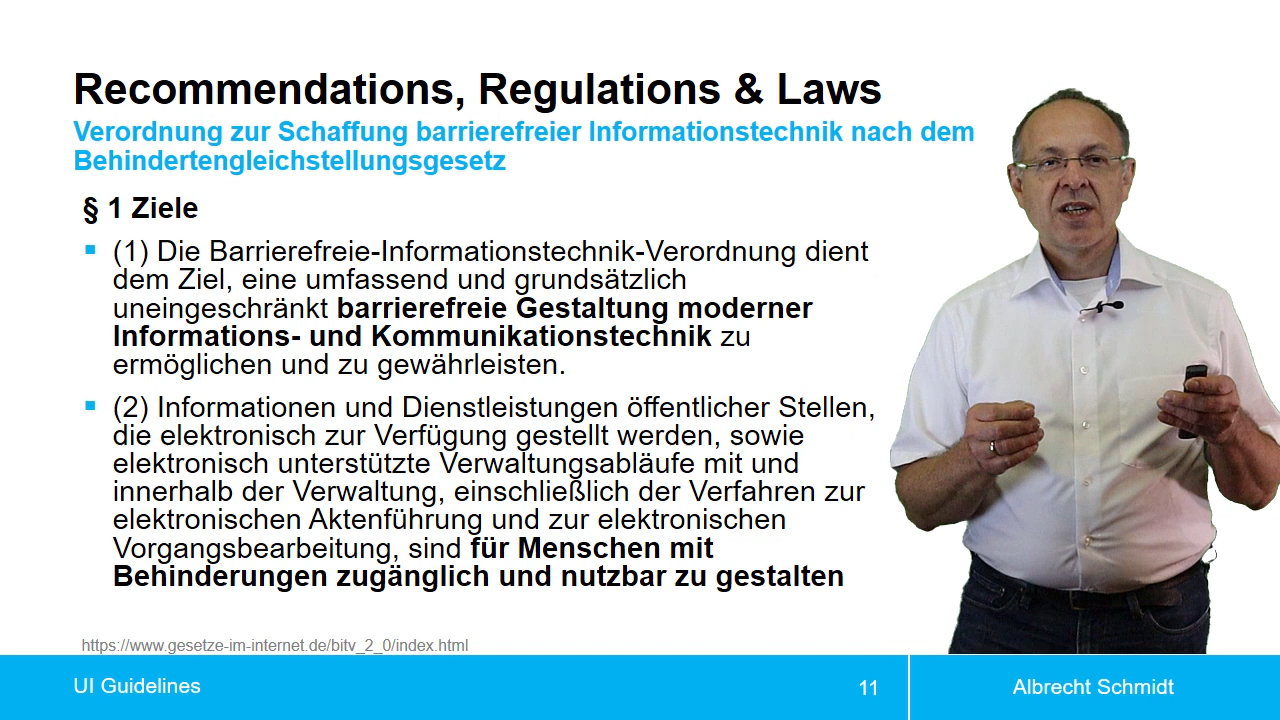 Recommendations, Regulations & Laws
Verordnung zur Schaffung barrierefreier Informationstechnik nach dem
Behindertengleichstellungsgesetz
§ 1 Ziele
(1) Die Barrierefreie-Informationstechnik-Verordnung dient
dem Ziel, eine umfassend und grundsätzlich
uneingeschränkt barrierefreie Gestaltung moderner
Informations- und Kommunikationstechnik zu
ermöglichen und zu gewährleisten.
(2) Informationen und Dienstleistungen öffentlicher Stellen,
die elektronisch zur Verfügung gestellt werden, sowie
elektronisch unterstützte Verwaltungsabläufe mit und
innerhalb der Verwaltung, einschließlich der Verfahren zur
elektronischen Aktenführung und zur elektronischen
Vorgangsbearbeitung, sind für Menschen mit
Behinderungen zugänglich und nutzbar zu gestalten
https://www.gesetze-im-internet.de/bitv_2_0/index.html
UI Guidelines
11
Albrecht Schmidt